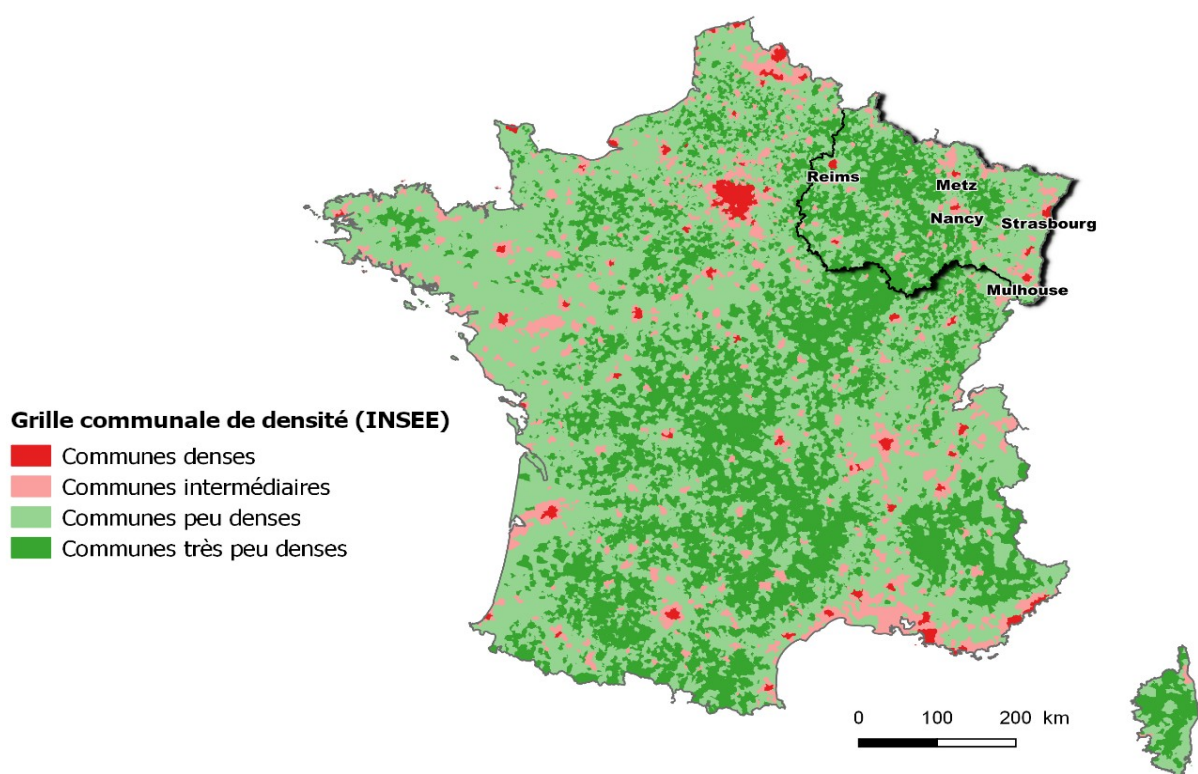 Reims
Metz
Nancy
Strasbourg
Mulhouse
Grille communale de densité (INSEE)
Communes denses
Communes intermédiaires
Communes peu denses
Communes très peu denses
0 100 200 km